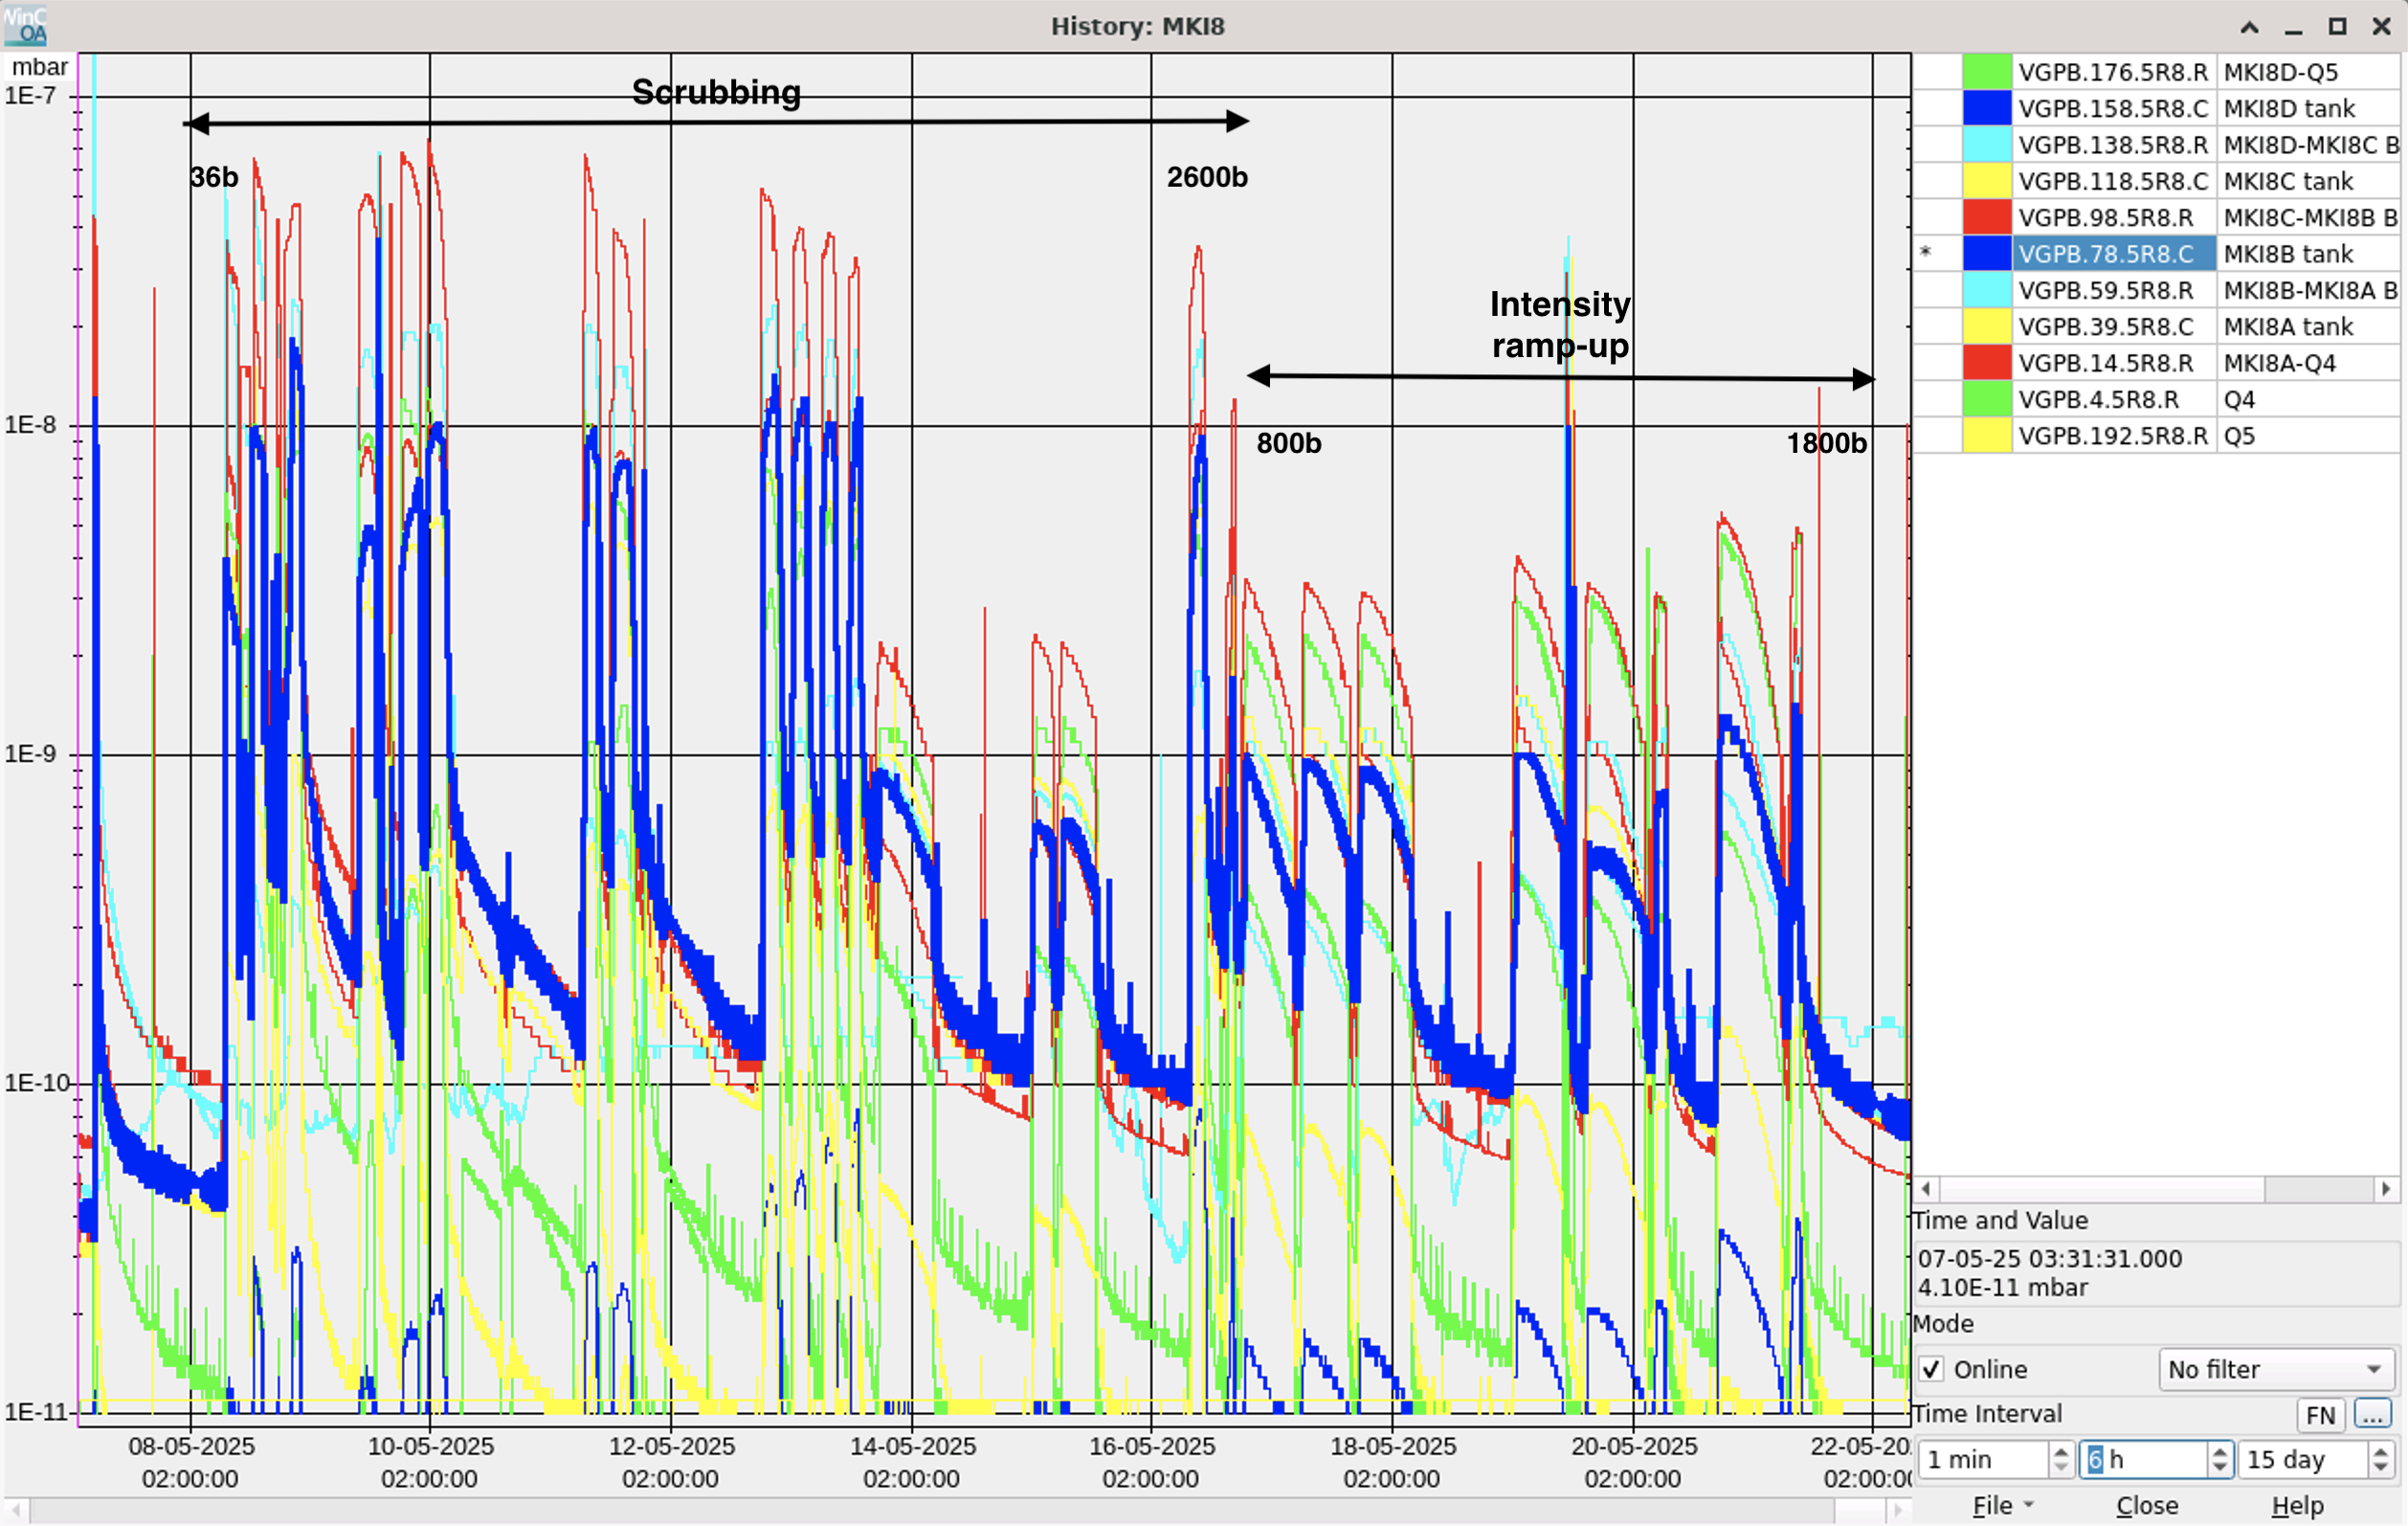 WinC
OA
History: MKI8
mbar
1E-7
1E-8
1E-9
1E-10
1E-11
Scrubbing
36b
2600b
Intensity
ramp-up
800b
1800b
08-05-2025
02:00:00
10-05-2025
02:00:00
12-05-2025
02:00:00
14-05-2025
02:00:00
16-05-2025
02:00:00
18-05-2025
02:00:00
20-05-2025
02:00:00
22-05-20
02:00:00
VGPB.176.5R8.R MKI8D-Q5
VGPB.158.5R8.C MKI8D tank
VGPB.138.5R8.R MKI8D-MKI8C B
VGPB.118.5R8.C MKI8C tank
VGPB.98.5R8.R MKI8C-MKI8B B
* VGPB.78.5R8.C MKI8B tank
VGPB.59.5R8.R MKI8B-MKI8A B
VGPB.39.5R8.C MKI8A tank
VGPB.14.5R8.R MKI8A-Q4
VGPB.4.5R8.R Q4
VGPB.192.5R8.R Q5
Time and Value
07-05-25 03:31:31.000
4.10E-11 mbar
Mode
Online No filter
Time Interval FN ...
1 min 6 h 15 day
File Close Help